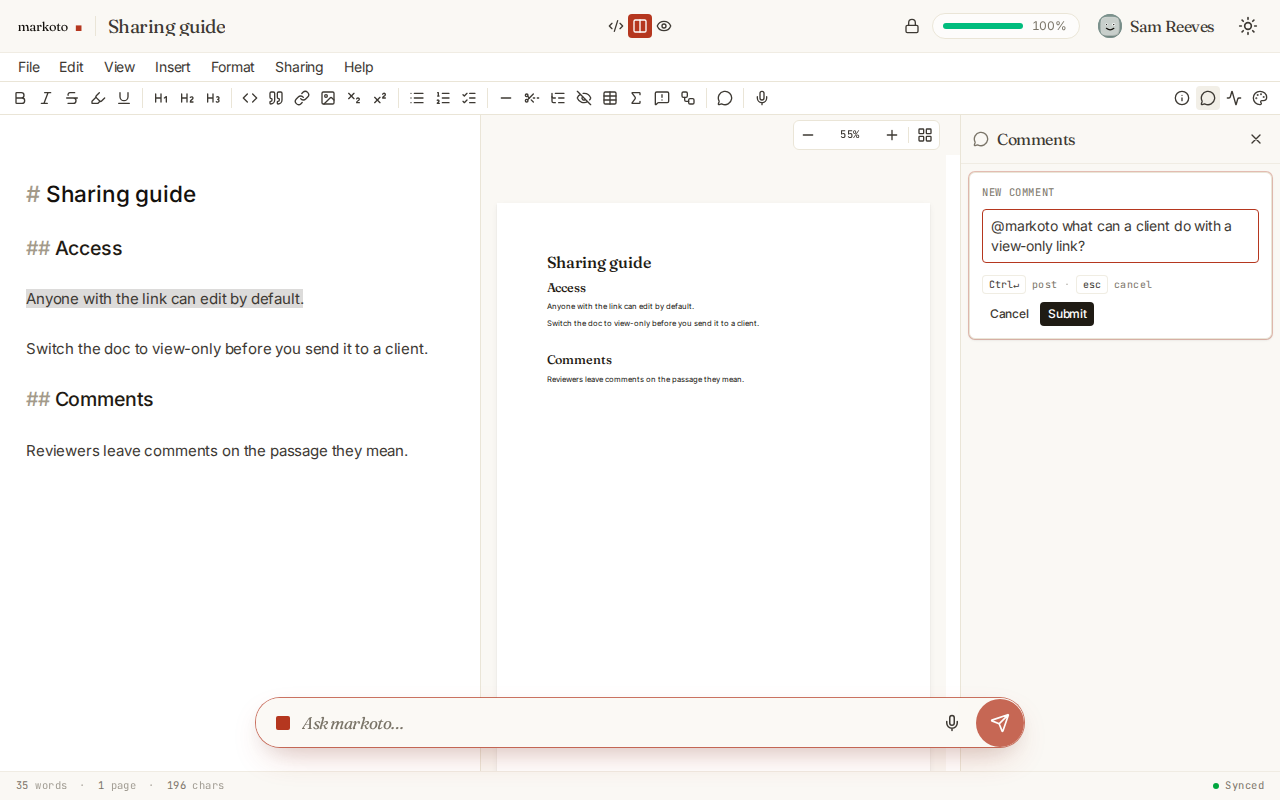 markoto
Sharing guide
100%
Sam Reeves
File Edit View Insert Format Sharing Help
B I S U H1 H2 H3 x2 x²
55%
# Sharing guide
## Access
Anyone with the link can edit by default.
Switch the doc to view-only before you send it to a client.
## Comments
Reviewers leave comments on the passage they mean.
Sharing guide
Access
Anyone with the link can edit by default.
Switch the doc to view-only before you send it to a client.
Comments
Reviewers leave comments on the passage they mean.
Comments
NEW COMMENT
@markoto what can a client do with a
view-only link?
Ctrl↵ post · esc cancel
Cancel Submit
Ask markoto...
35 words · 1 page · 196 chars
Synced